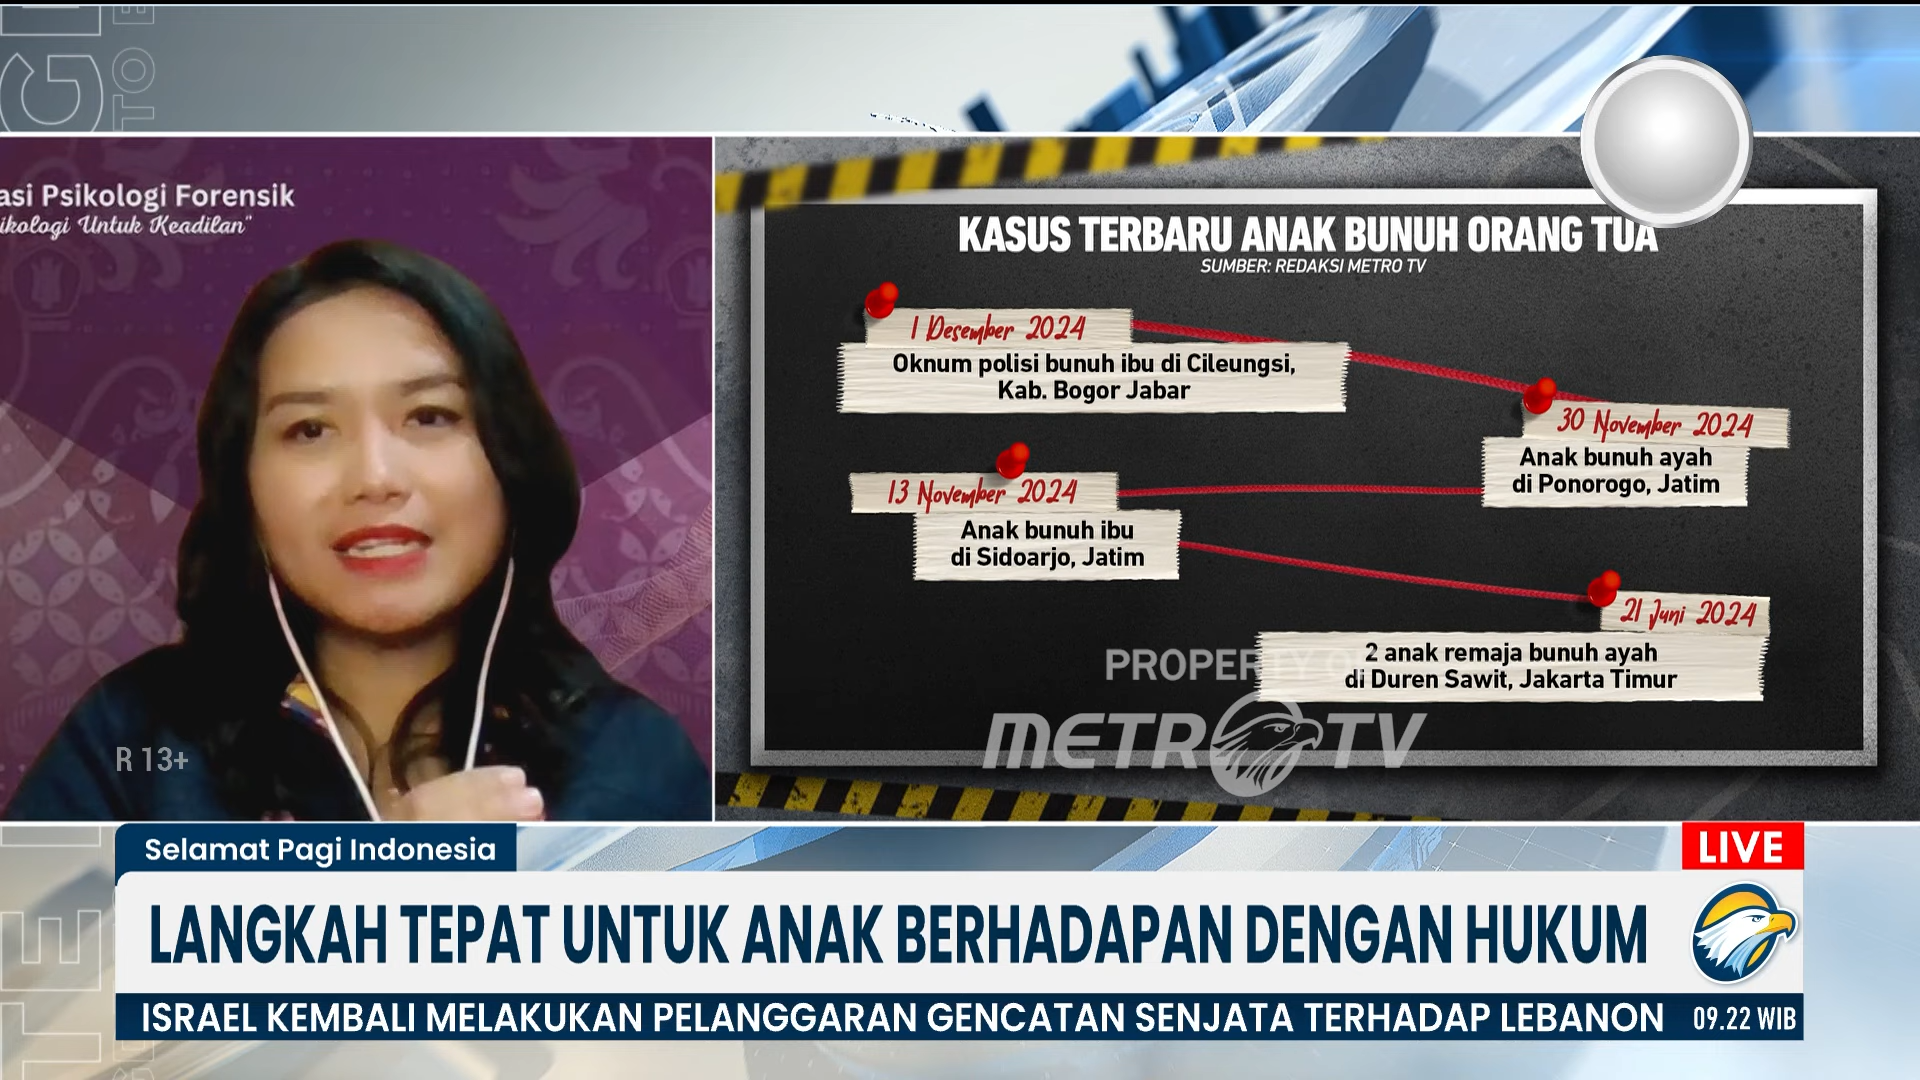 TO
asi Psikologi Forensik
ikologi Untuk Keadilan"
KASUS TERBARU ANAK BUNUH ORANG TUA
SUMBER: REDAKSI METRO TV
1 Desember 2024
Oknum polisi bunuh ibu di Cileungsi,
Kab. Bogor Jabar
30 November 2024
Anak bunuh ayah
di Ponorogo, Jatim
13 November 2024
Anak bunuh ibu
di Sidoarjo, Jatim
21 Juni 2024
2 anak remaja bunuh ayah
di Duren Sawit, Jakarta Timur
PROPERTY OF
METRO TV
R 13+
Selamat Pagi Indonesia
LIVE
LANGKAH TEPAT UNTUK ANAK BERHADAPAN DENGAN HUKUM
ISRAEL KEMBALI MELAKUKAN PELANGGARAN GENCATAN SENJATA TERHADAP LEBANON
09.22 WIB